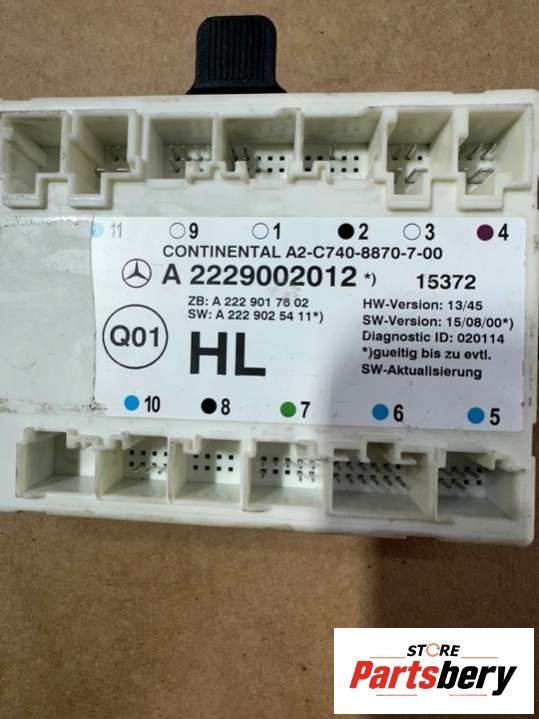 11 9 1 2 3 4
CONTINENTAL A2-C740-8870-7-00
A 2229002012 *) 15372
ZB: A 222 901 76 02
SW: A 222 902 54 11*)
HW-Version: 13/45
SW-Version: 15/08/00*)
Diagnostic ID: 020114
*)gueltig bis zu evtl.
SW-Aktualisierung
Q01
HL
10 8 7 6 5
STORE
Partsbery